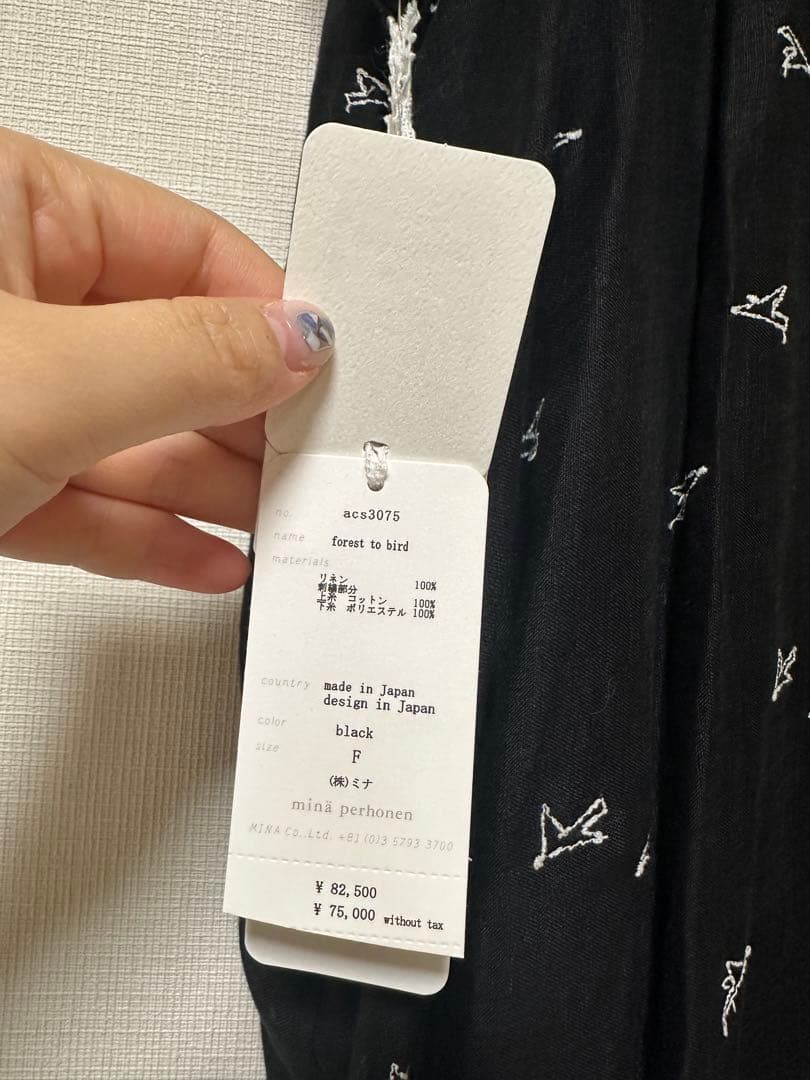 no. acs3075
name forest to bird
materials
リネン 100%
刺繍部分
上糸 コットン 100%
下糸 ポリエステル 100%
country made in Japan
design in Japan
color black
size F
(株)ミナ
minä perhonen
MINA Co.,Ltd. +81(0)3 5793 3700
¥ 82,500
¥ 75,000 without tax